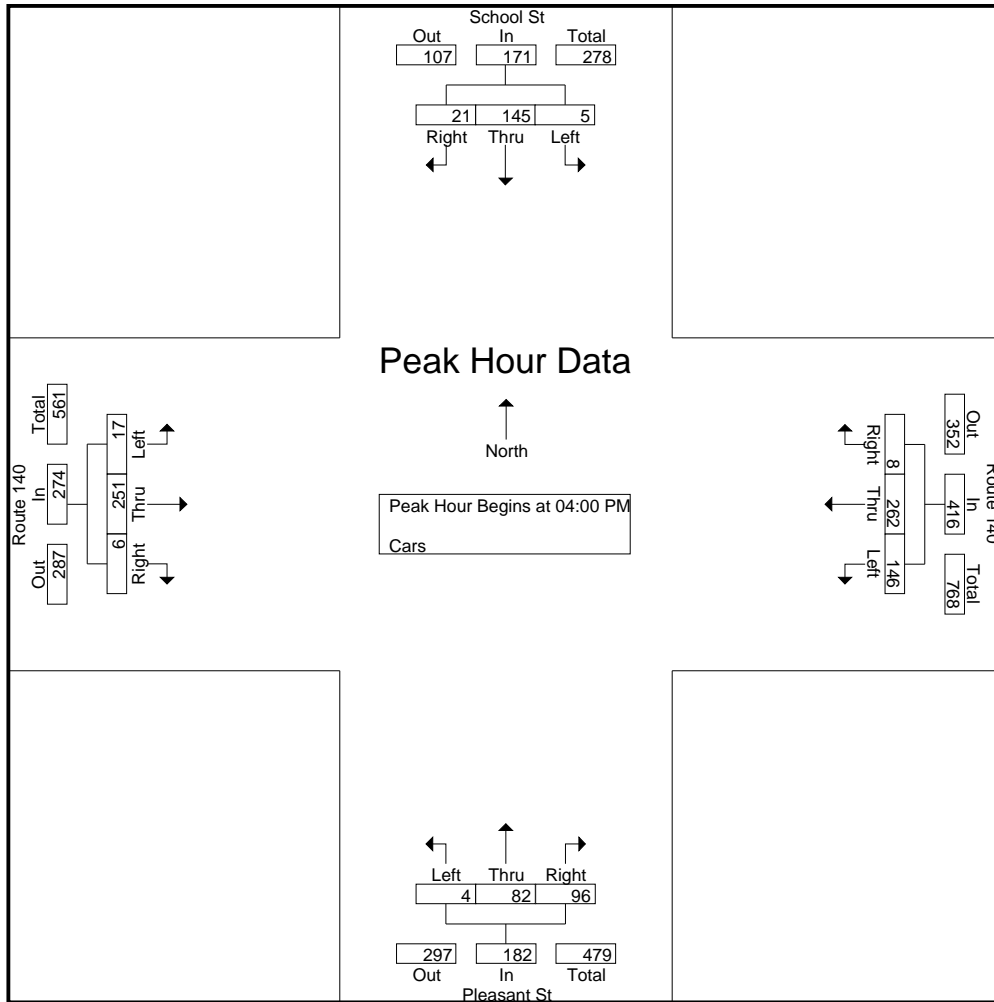 School St
Out In Total
107 171 278
21 145 5
Right Thru Left
Peak Hour Data
North
Peak Hour Begins at 04:00 PM
Cars
Route 140
Total In Out
561 274 287
17 251 6
Left Thru Right
Route 140
Out In Total
352 416 768
8 262 146
Right Thru Left
Left Thru Right
4 82 96
297 182 479
Out In Total
Pleasant St